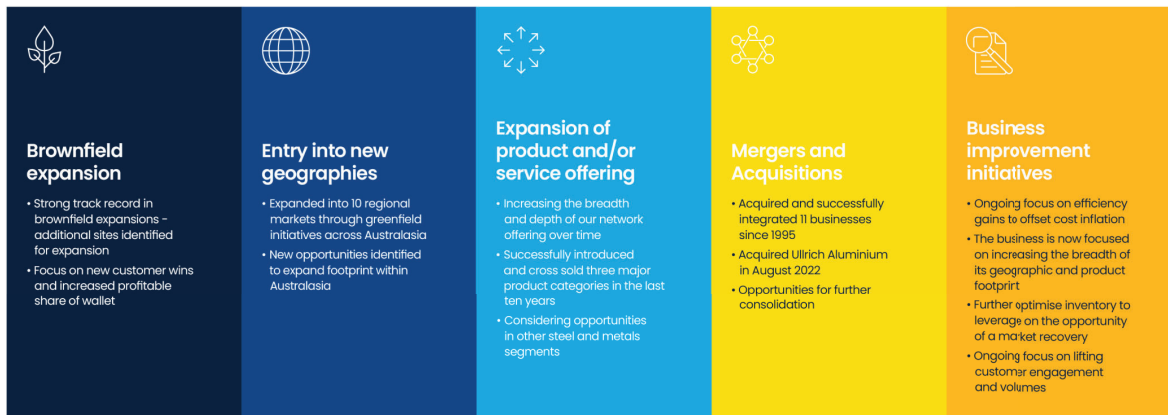 Brownfield
expansion
• Strong track record in
brownfield expansions -
additional sites identified
for expansion
• Focus on new customer wins
and increased profitable
share of wallet
Entry into new
geographies
• Expanded into 10 regional
markets through greenfield
initiatives across Australasia
• New opportunities identified
to expand footprint within
Australasia
Expansion of
product and/or
service offering
• Increasing the breadth
and depth of our network
offering over time
• Successfully introduced
and cross sold three major
product categories in the last
ten years
• Considering opportunities
in other steel and metals
segments
Mergers and
Acquisitions
• Acquired and successfully
integrated 11 businesses
since 1995
• Acquired Ullrich Aluminium
in August 2022
• Opportunities for further
consolidation
Business
improvement
initiatives
• Ongoing focus on efficiency
gains to offset cost inflation
• The business is now focused
on increasing the breadth of
its geographic and product
footprint
• Further optimise inventory to
leverage on the opportunity
of a market recovery
• Ongoing focus on lifting
customer engagement
and volumes